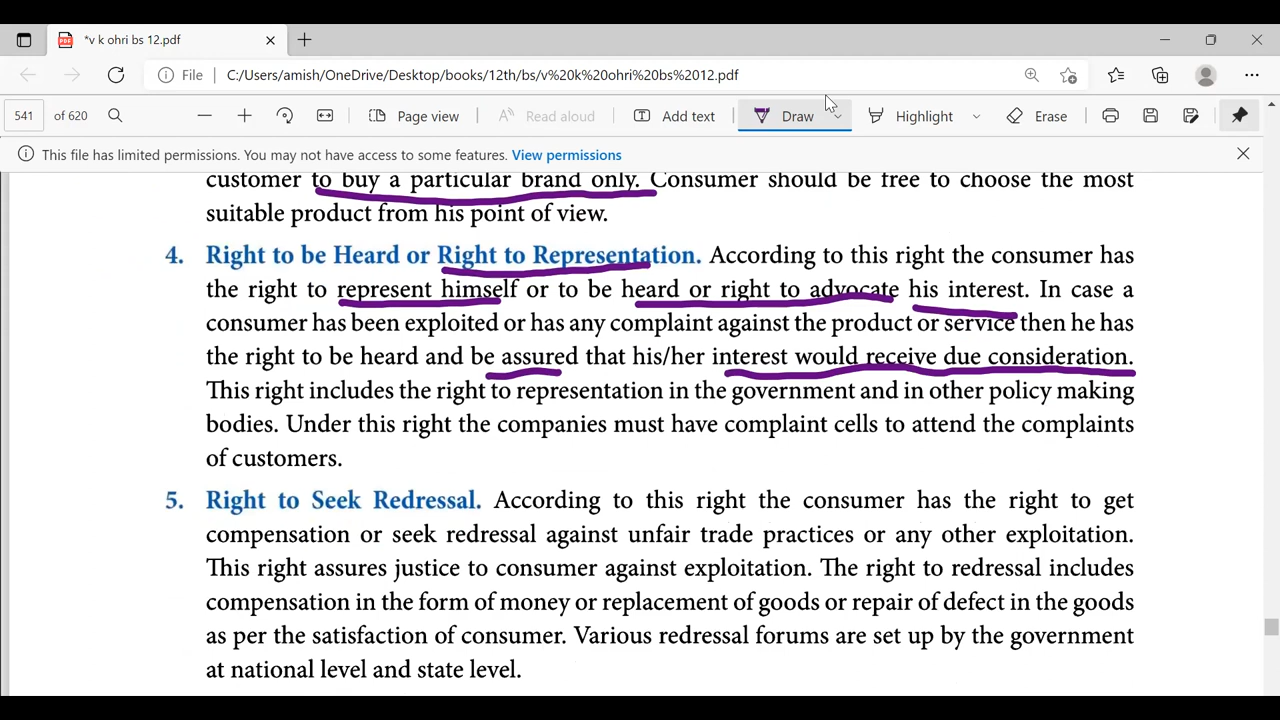 *v k ohri bs 12.pdf
File C:/Users/amish/OneDrive/Desktop/books/12th/bs/v%20k%20ohri%20bs%2012.pdf
541 of 620 Page view Read aloud Add text Draw Highlight Erase
This file has limited permissions. You may not have access to some features. View permissions
customer to buy a particular brand only. Consumer should be free to choose the most
suitable product from his point of view.
4. Right to be Heard or Right to Representation. According to this right the consumer has
the right to represent himself or to be heard or right to advocate his interest. In case a
consumer has been exploited or has any complaint against the product or service then he has
the right to be heard and be assured that his/her interest would receive due consideration.
This right includes the right to representation in the government and in other policy making
bodies. Under this right the companies must have complaint cells to attend the complaints
of customers.
5. Right to Seek Redressal. According to this right the consumer has the right to get
compensation or seek redressal against unfair trade practices or any other exploitation.
This right assures justice to consumer against exploitation. The right to redressal includes
compensation in the form of money or replacement of goods or repair of defect in the goods
as per the satisfaction of consumer. Various redressal forums are set up by the government
at national level and state level.